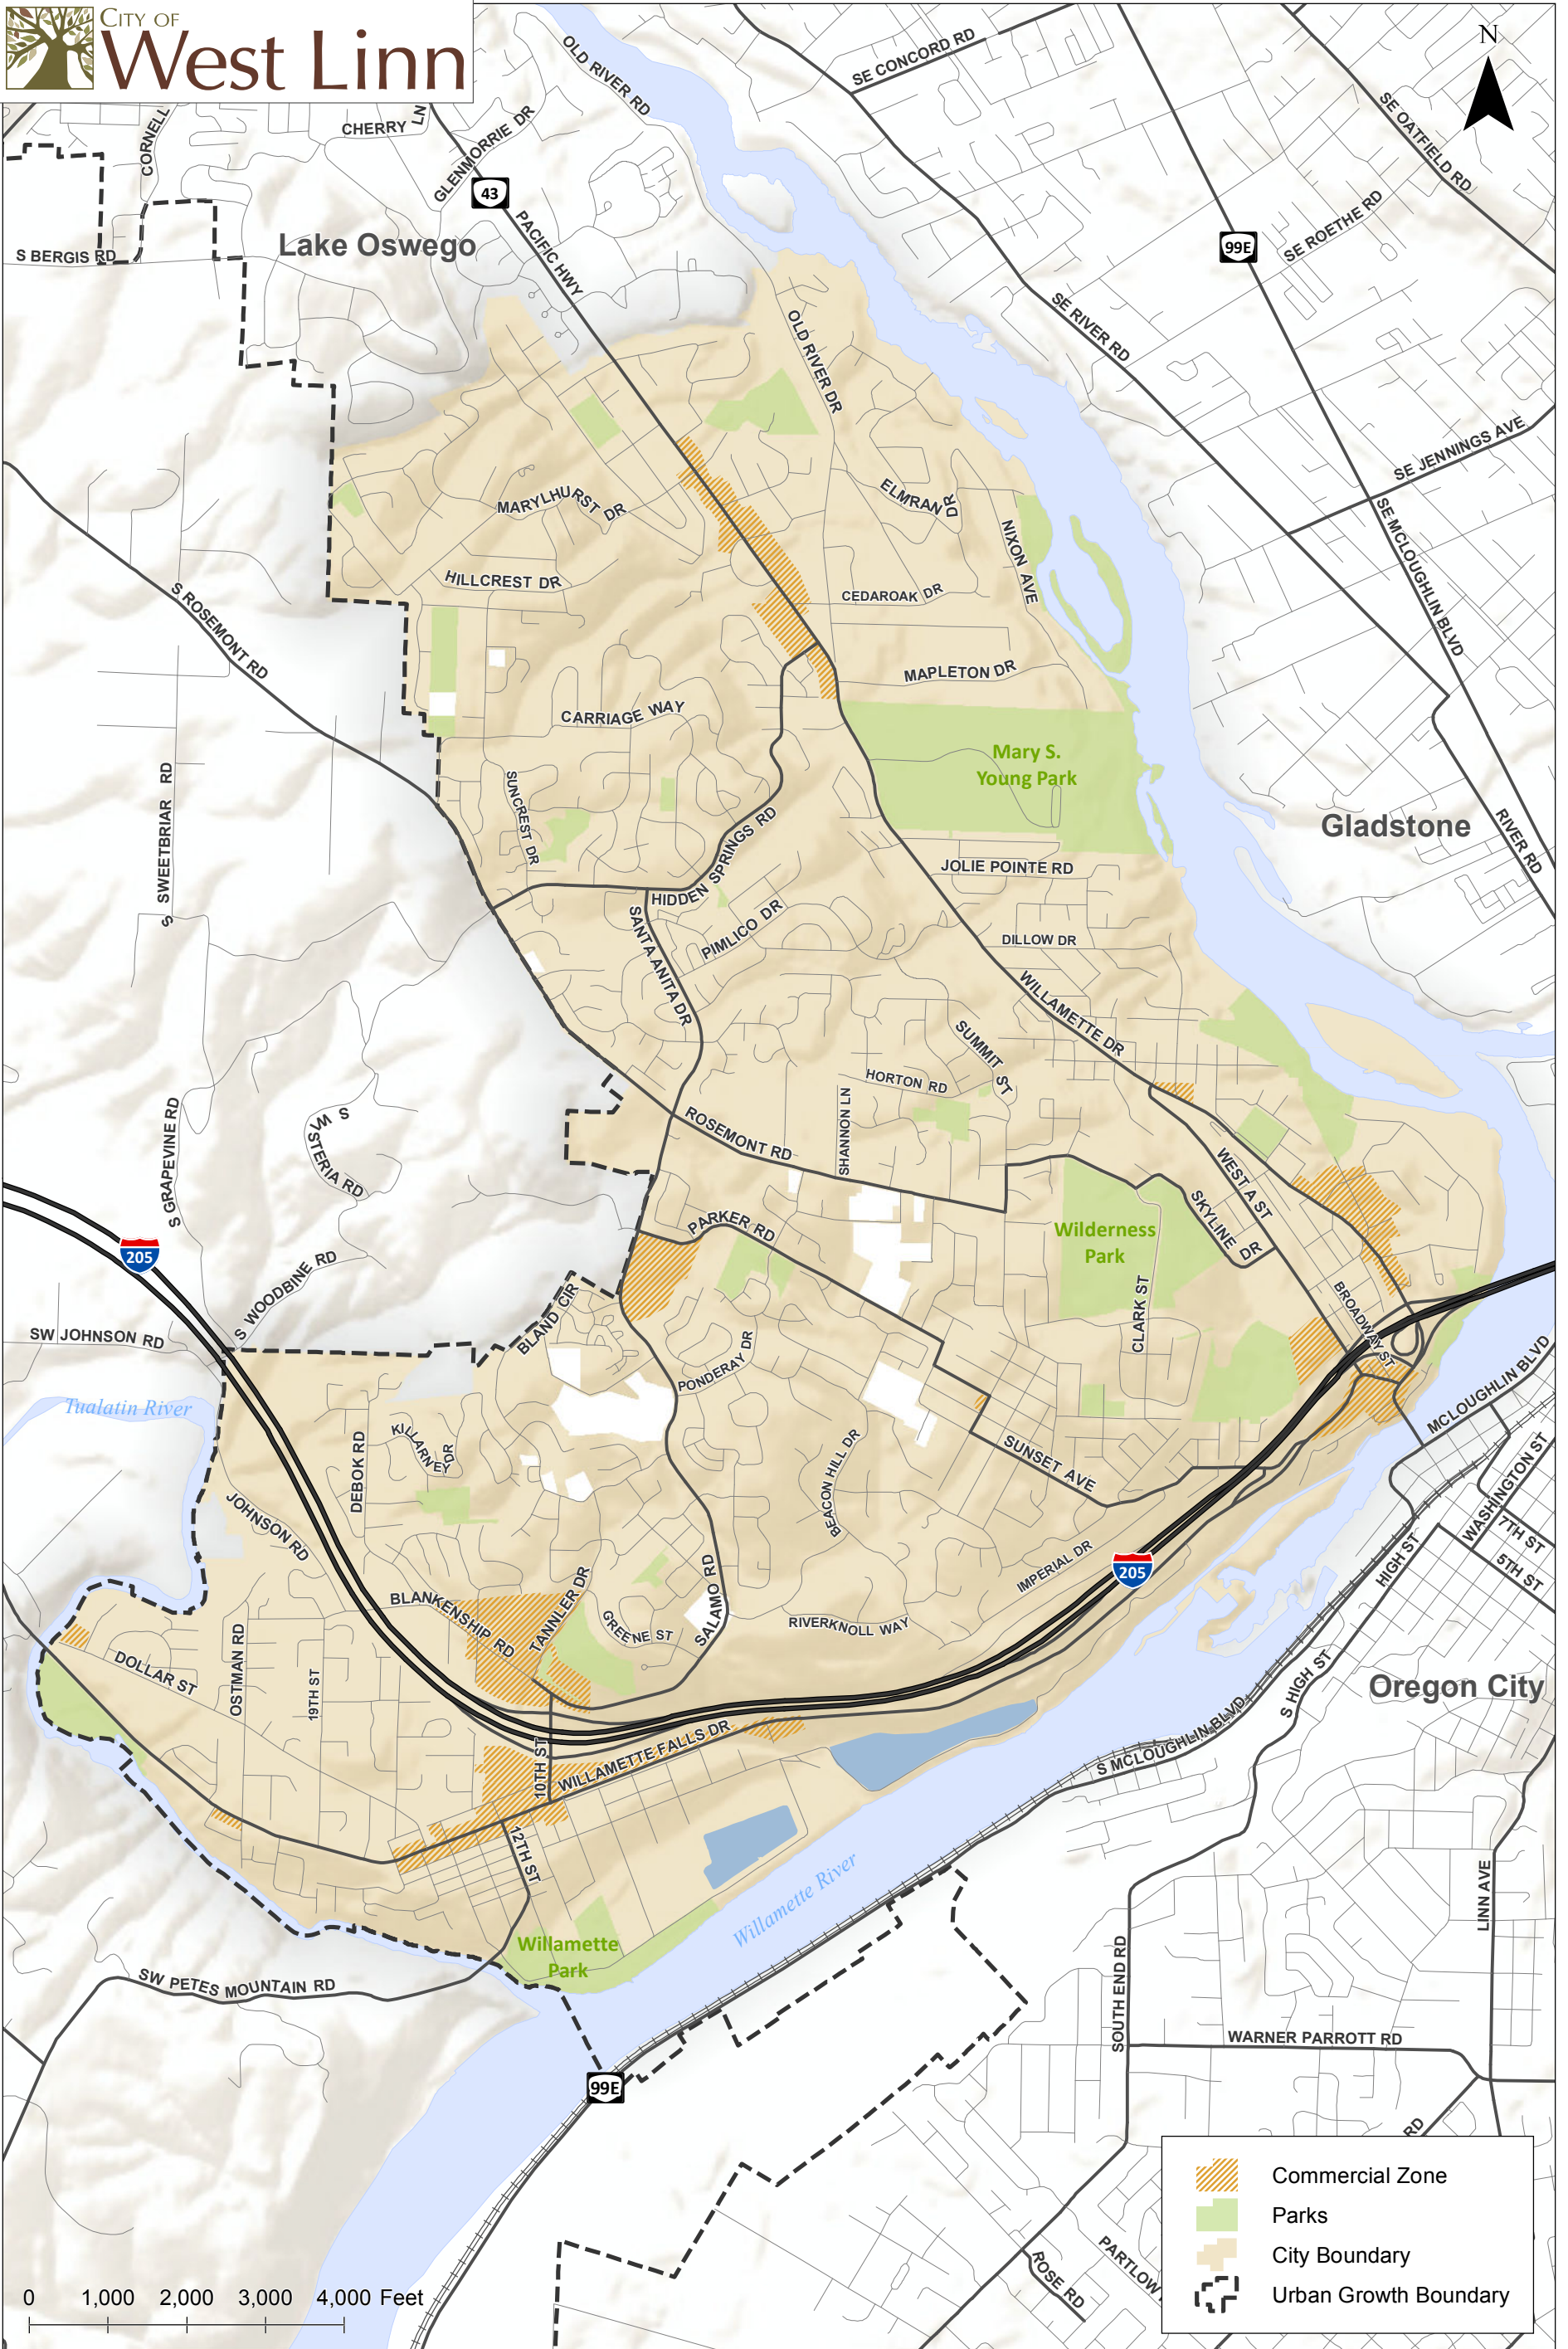 CITY OF
West Linn
N
OLD RIVER RD
SE CONCORD RD
SE OATFIELD RD
CORNELL
CHERRY LN
GLENMORRIE DR
43
PACIFIC HWY
99E
SE ROETHE RD
Lake Oswego
S BERGIS RD
SE RIVER RD
OLD RIVER DR
SE JENNINGS AVE
MARYLHURST DR
ELMRAN DR
NIXON AVE
SE MCLOUGHLIN BLVD
HILLCREST DR
CEDAROAK DR
S ROSEMONT RD
MAPLETON DR
CARRIAGE WAY
Mary S.
Young Park
S SWEETBRIAR RD
SUNCREST DR
HIDDEN SPRINGS RD
Gladstone
RIVER RD
JOLIE POINTE RD
SANTA ANITA DR
PIMLICO DR
DILLOW DR
WILLAMETTE DR
SUMMIT ST
HORTON RD
SHANNON LN
S GRAPEVINE RD
S WISTERIA RD
ROSEMONT RD
WEST A ST
SKYLINE DR
PARKER RD
Wilderness
Park
205
S WOODBINE RD
SW JOHNSON RD
BLAND CIR
CLARK ST
BROADWAY ST
PONDERAY DR
MCLOUGHLIN BLVD
Tualatin River
KILLARNEY DR
DEBOK RD
BEACON HILL DR
SUNSET AVE
WASHINGTON ST
7TH ST
5TH ST
HIGH ST
JOHNSON RD
IMPERIAL DR
205
BLANKENSHIP RD
TANNLER DR
GREENE ST
SALAMO RD
RIVERKNOLL WAY
DOLLAR ST
OSTMAN RD
19TH ST
S HIGH ST
Oregon City
10TH ST
WILLAMETTE FALLS DR
S MCLOUGHLIN BLVD
12TH ST
Willamette River
LINN AVE
Willamette
Park
SW PETES MOUNTAIN RD
SOUTH END RD
WARNER PARROTT RD
99E
RD
PARTLOW
ROSE RD
Commercial Zone
Parks
City Boundary
Urban Growth Boundary
0 1,000 2,000 3,000 4,000 Feet